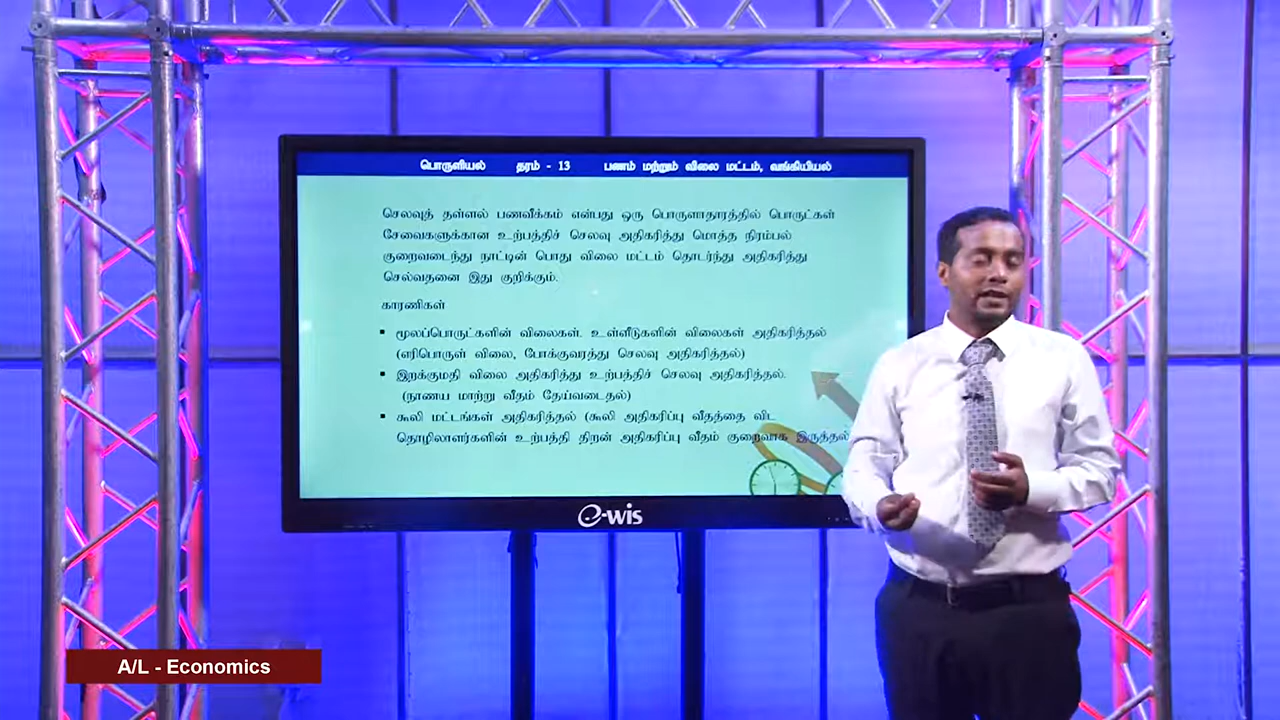 பொருளியல் தரம் - 13 பணம் மற்றும் விலை மட்டம், வங்கியியல்
செலவுத் தள்ளல் பணவீக்கம் என்பது ஒரு பொருளாதாரத்தில் பொருட்கள்
சேவைகளுக்கான உற்பத்திச் செலவு அதிகரித்து மொத்த நிரம்பல்
குறைவடைந்து நாட்டின் பொது விலை மட்டம் தொடர்ந்து அதிகரித்து
செல்வதனை இது குறிக்கும்.
காரணிகள்
▪ மூலப்பொருட்களின் விலைகள். உள்ளீடுகளின் விலைகள் அதிகரித்தல்
(எரிபொருள் விலை, போக்குவரத்து செலவு அதிகரித்தல்)
▪ இறக்குமதி விலை அதிகரித்து உற்பத்திச் செலவு அதிகரித்தல்.
(நாணய மாற்று வீதம் தேய்வடைதல்)
▪ கூலி மட்டங்கள் அதிகரித்தல் (கூலி அதிகரிப்பு வீதத்தை விட
தொழிலாளர்களின் உற்பத்தி திறன் அதிகரிப்பு வீதம் குறைவாக இருத்தல்
e-wis
A/L - Economics